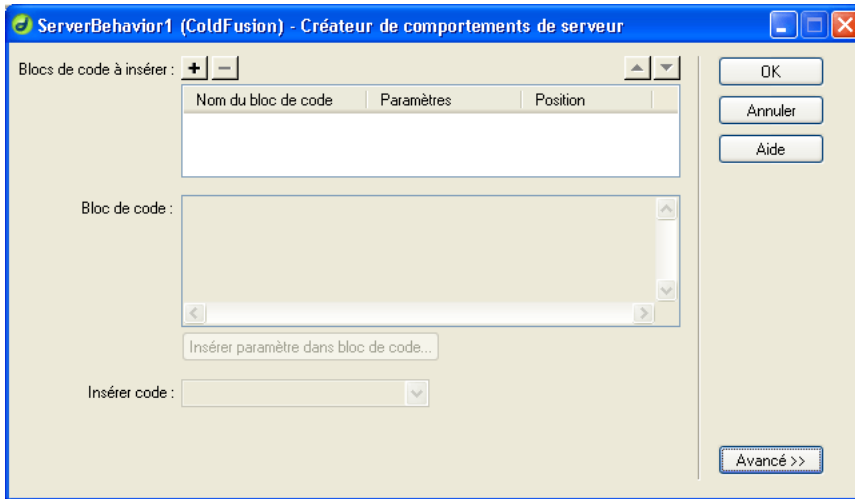 ServerBehavior1 (ColdFusion) - Créateur de comportements de serveur
Blocs de code à insérer :
OK
Nom du bloc de code Paramètres Position
Annuler
Aide
Bloc de code :
Insérer paramètre dans bloc de code...
Insérer code :
Avancé >>